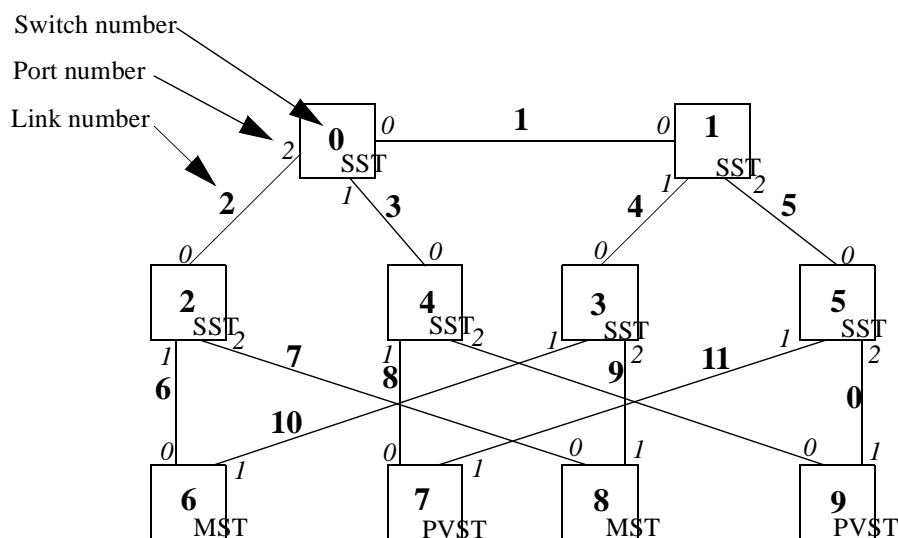 Switch number
Port number
Link number
0 1 0
0 1
2 SST SST
1 1 2
2 3 4 5
0 0 0 0
2 4 3 5
SST SST SST SST
1 2 1 2 1 2 1 2
7 8 9 11
6 10 0
0 1 0 1 0 1 0 1
6 7 8 9
MST PVST MST PVST